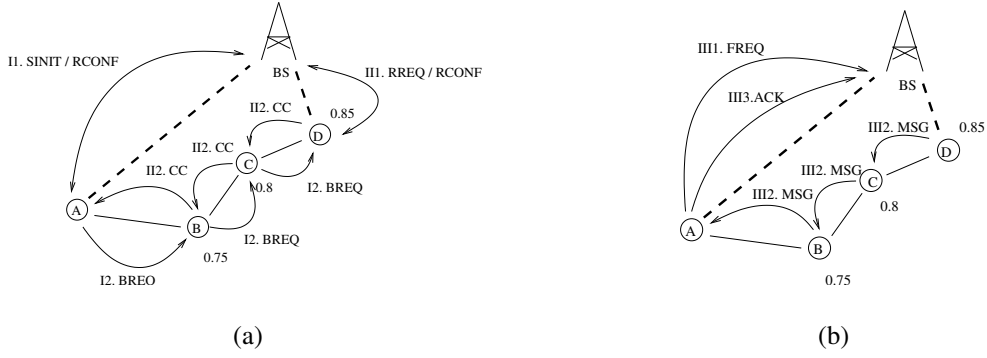 I1. SINIT / RCONF
BS
II1. RREQ / RCONF
II2. CC
0.85
D
II2. CC
C
I2. BREQ
II2. CC
0.8
A
B
I2. BREQ
0.75
I2. BREO
(a)
III1. FREQ
BS
III3.ACK
0.85
III2. MSG
D
III2. MSG
C
III2. MSG
0.8
A
B
0.75
(b)